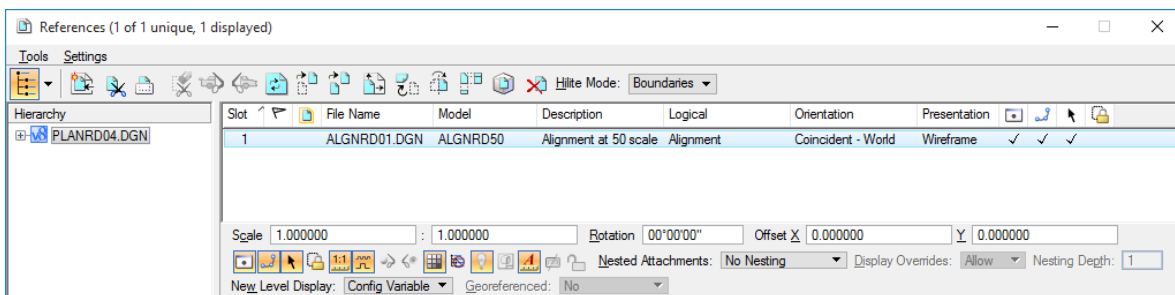 References (1 of 1 unique, 1 displayed)
Tools Settings
Hilite Mode: Boundaries
Hierarchy Slot File Name Model Description Logical Orientation Presentation
V8 PLANRD04.DGN 1 ALGNRD01.DGN ALGNRD50 Alignment at 50 scale Alignment Coincident - World Wireframe
Scale 1.000000 : 1.000000 Rotation 00°00'00" Offset X 0.000000 Y 0.000000
1:1 A Nested Attachments: No Nesting Display Overrides: Allow Nesting Depth: 1
New Level Display: Config Variable Georeferenced: No